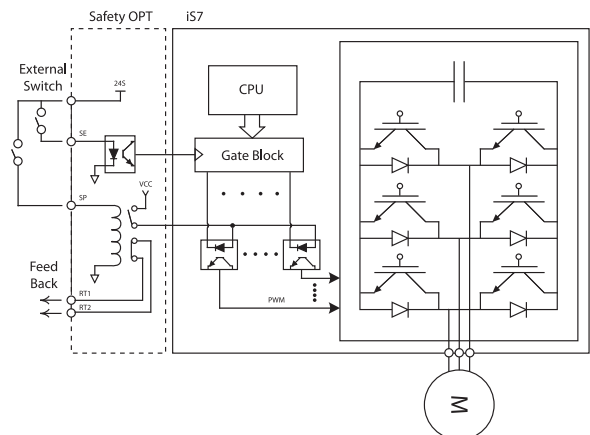 Safety OPT
iS7
External
Switch
24S
CPU
SE
Gate Block
VCC
SP
Feed
Back
RT1
RT2
PWM
M